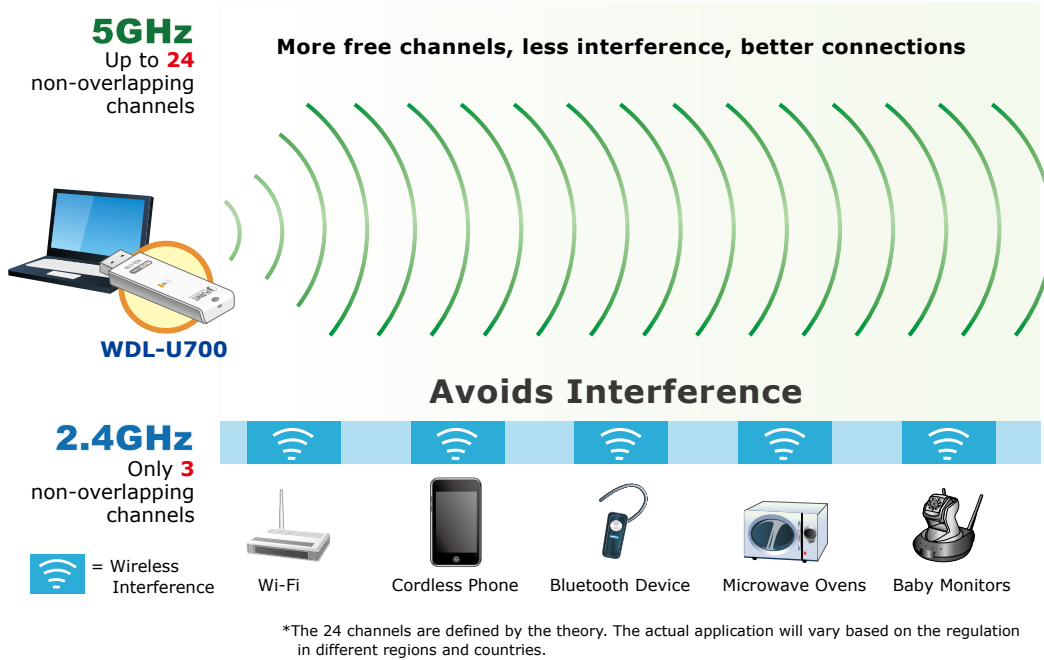 5GHz
Up to 24
non-overlapping
channels
More free channels, less interference, better connections
WDL-U700
Avoids Interference
2.4GHz
Only 3
non-overlapping
channels
= Wireless
Interference
Wi-Fi
Cordless Phone
Bluetooth Device
Microwave Ovens
Baby Monitors
*The 24 channels are defined by the theory. The actual application will vary based on the regulation
in different regions and countries.